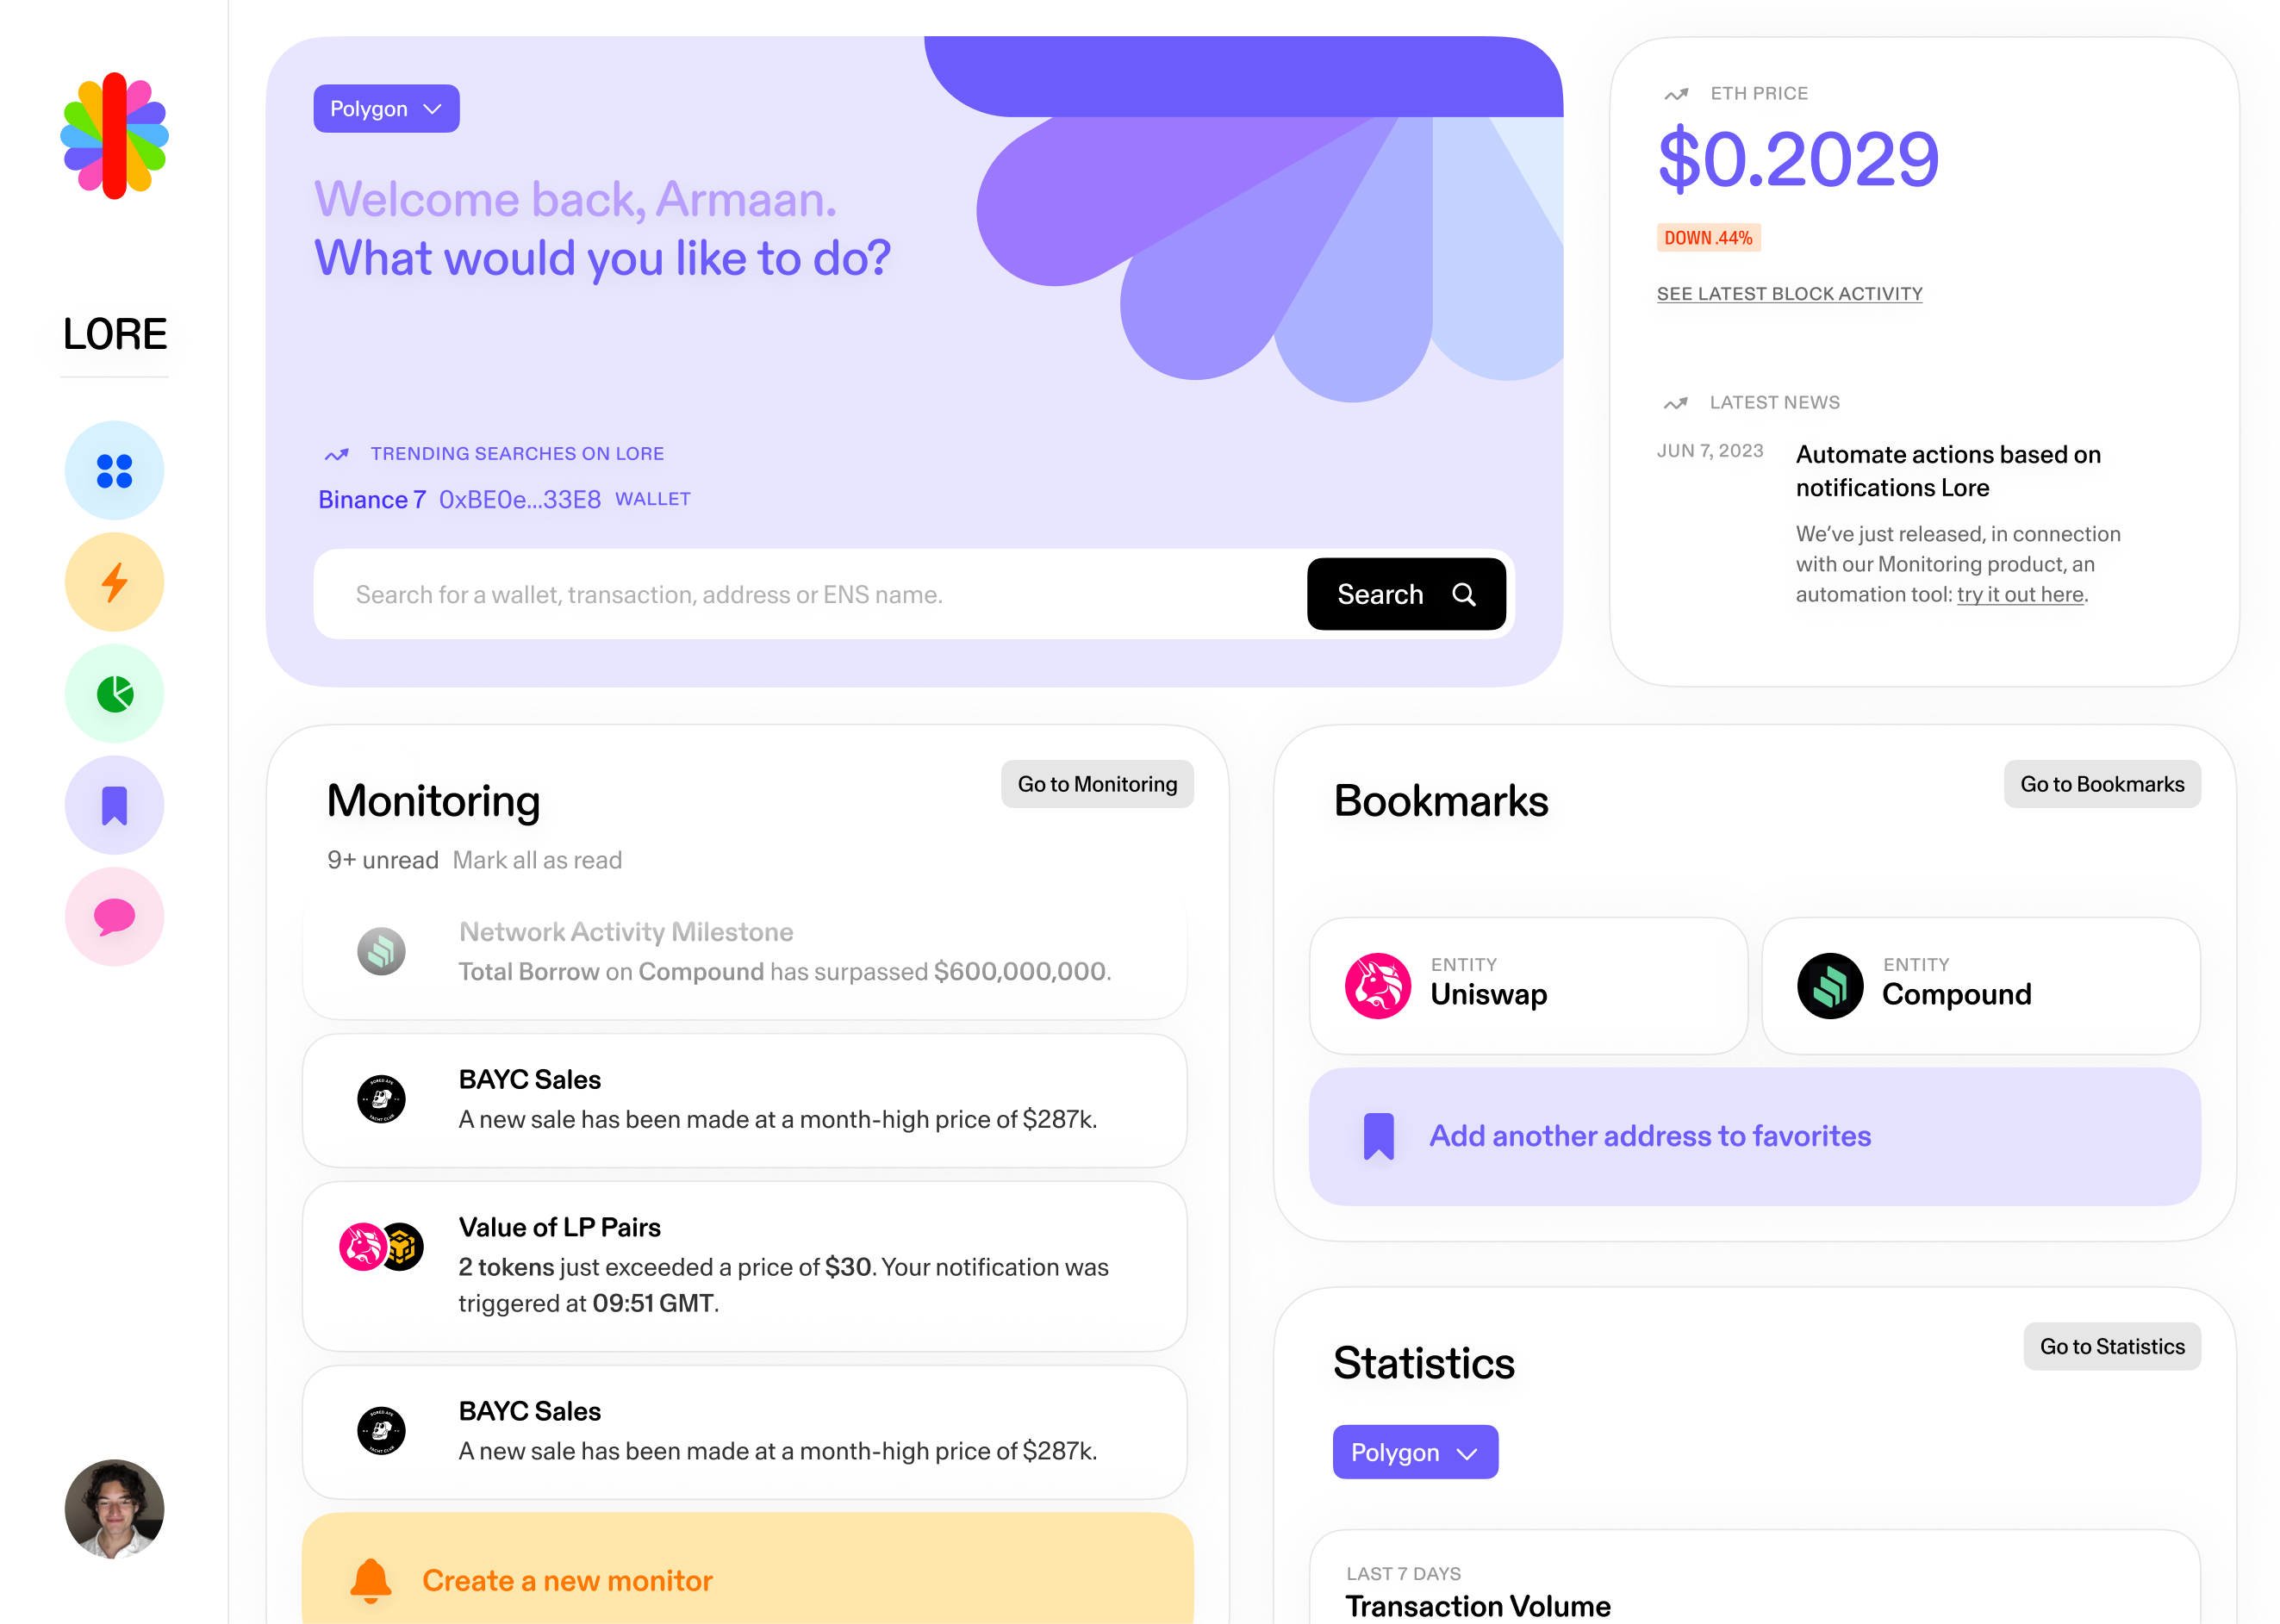 LORE
Polygon
Welcome back, Armaan.
What would you like to do?
TRENDING SEARCHES ON LORE
Binance 7 0xBE0e...33E8 WALLET
Search for a wallet, transaction, address or ENS name.
Search
ETH PRICE
$0.2029
DOWN .44%
SEE LATEST BLOCK ACTIVITY
LATEST NEWS
JUN 7, 2023
Automate actions based on
notifications Lore
We’ve just released, in connection
with our Monitoring product, an
automation tool: try it out here.
Monitoring
Go to Monitoring
9+ unread Mark all as read
Network Activity Milestone
Total Borrow on Compound has surpassed $600,000,000.
BORED APE
YACHT CLUB
BAYC Sales
A new sale has been made at a month-high price of $287k.
Value of LP Pairs
2 tokens just exceeded a price of $30. Your notification was
triggered at 09:51 GMT.
BORED APE
YACHT CLUB
BAYC Sales
A new sale has been made at a month-high price of $287k.
Create a new monitor
Bookmarks
Go to Bookmarks
ENTITY
Uniswap
ENTITY
Compound
Add another address to favorites
Statistics
Go to Statistics
Polygon
LAST 7 DAYS
Transaction Volume